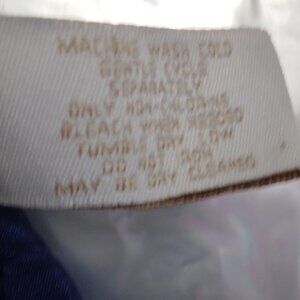 MACHINE WASH COLD
GENTLE CYCLE
SEPARATELY
ONLY NON-CHLORINE
BLEACH WHEN NEEDED
TUMBLE DRY LOW
DO NOT IRON
MAY BE DRY CLEANED